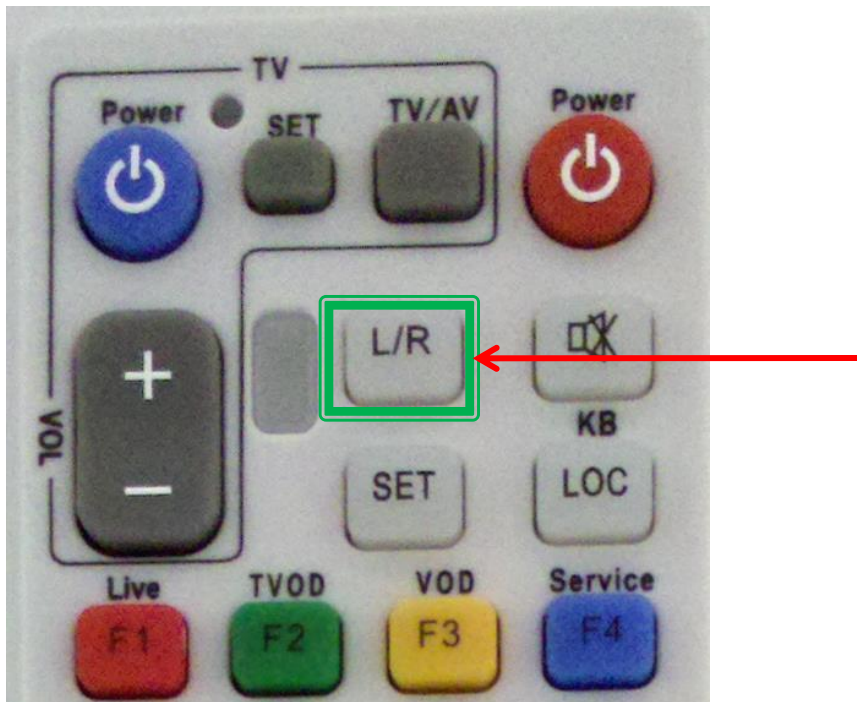 TV
Power
SET
TV/AV
Power
L/R
VOL
+
−
KB
SET
LOC
Live
TVOD
VOD
Service
F1
F2
F3
F4